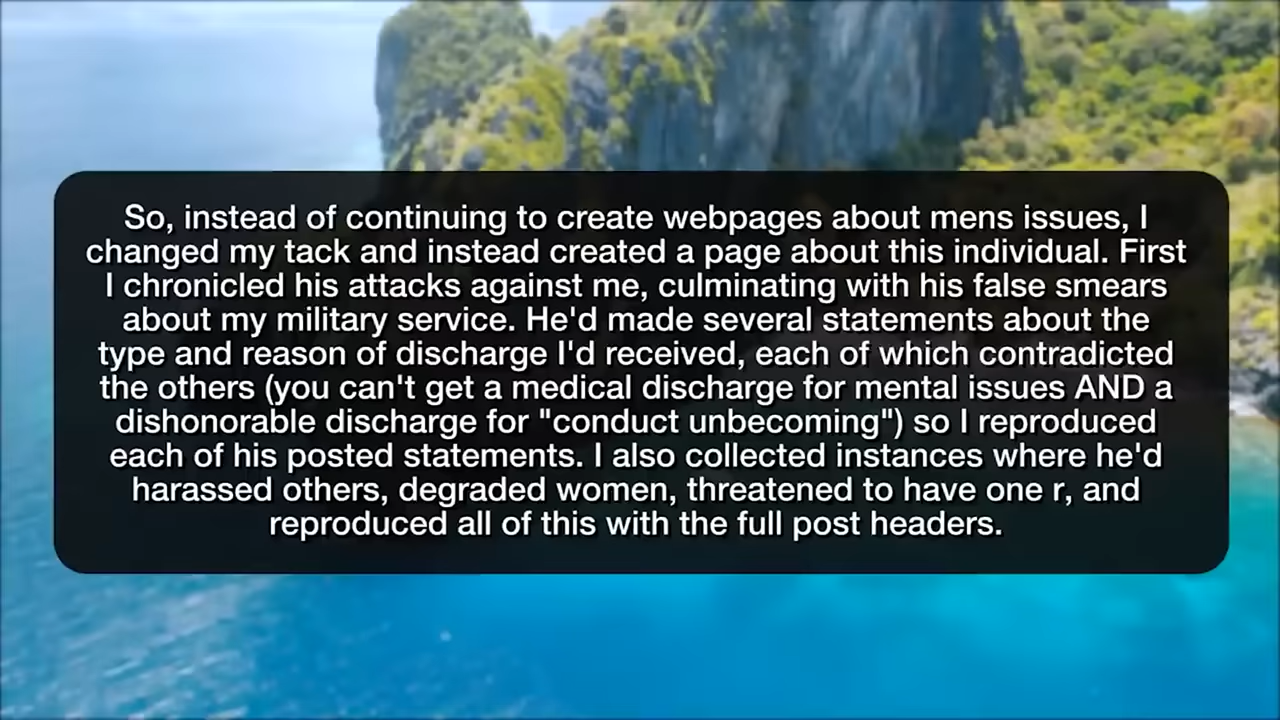 So, instead of continuing to create webpages about mens issues, I
changed my tack and instead created a page about this individual. First
I chronicled his attacks against me, culminating with his false smears
about my military service. He'd made several statements about the
type and reason of discharge I'd received, each of which contradicted
the others (you can't get a medical discharge for mental issues AND a
dishonorable discharge for "conduct unbecoming") so I reproduced
each of his posted statements. I also collected instances where he'd
harassed others, degraded women, threatened to have one r, and
reproduced all of this with the full post headers.